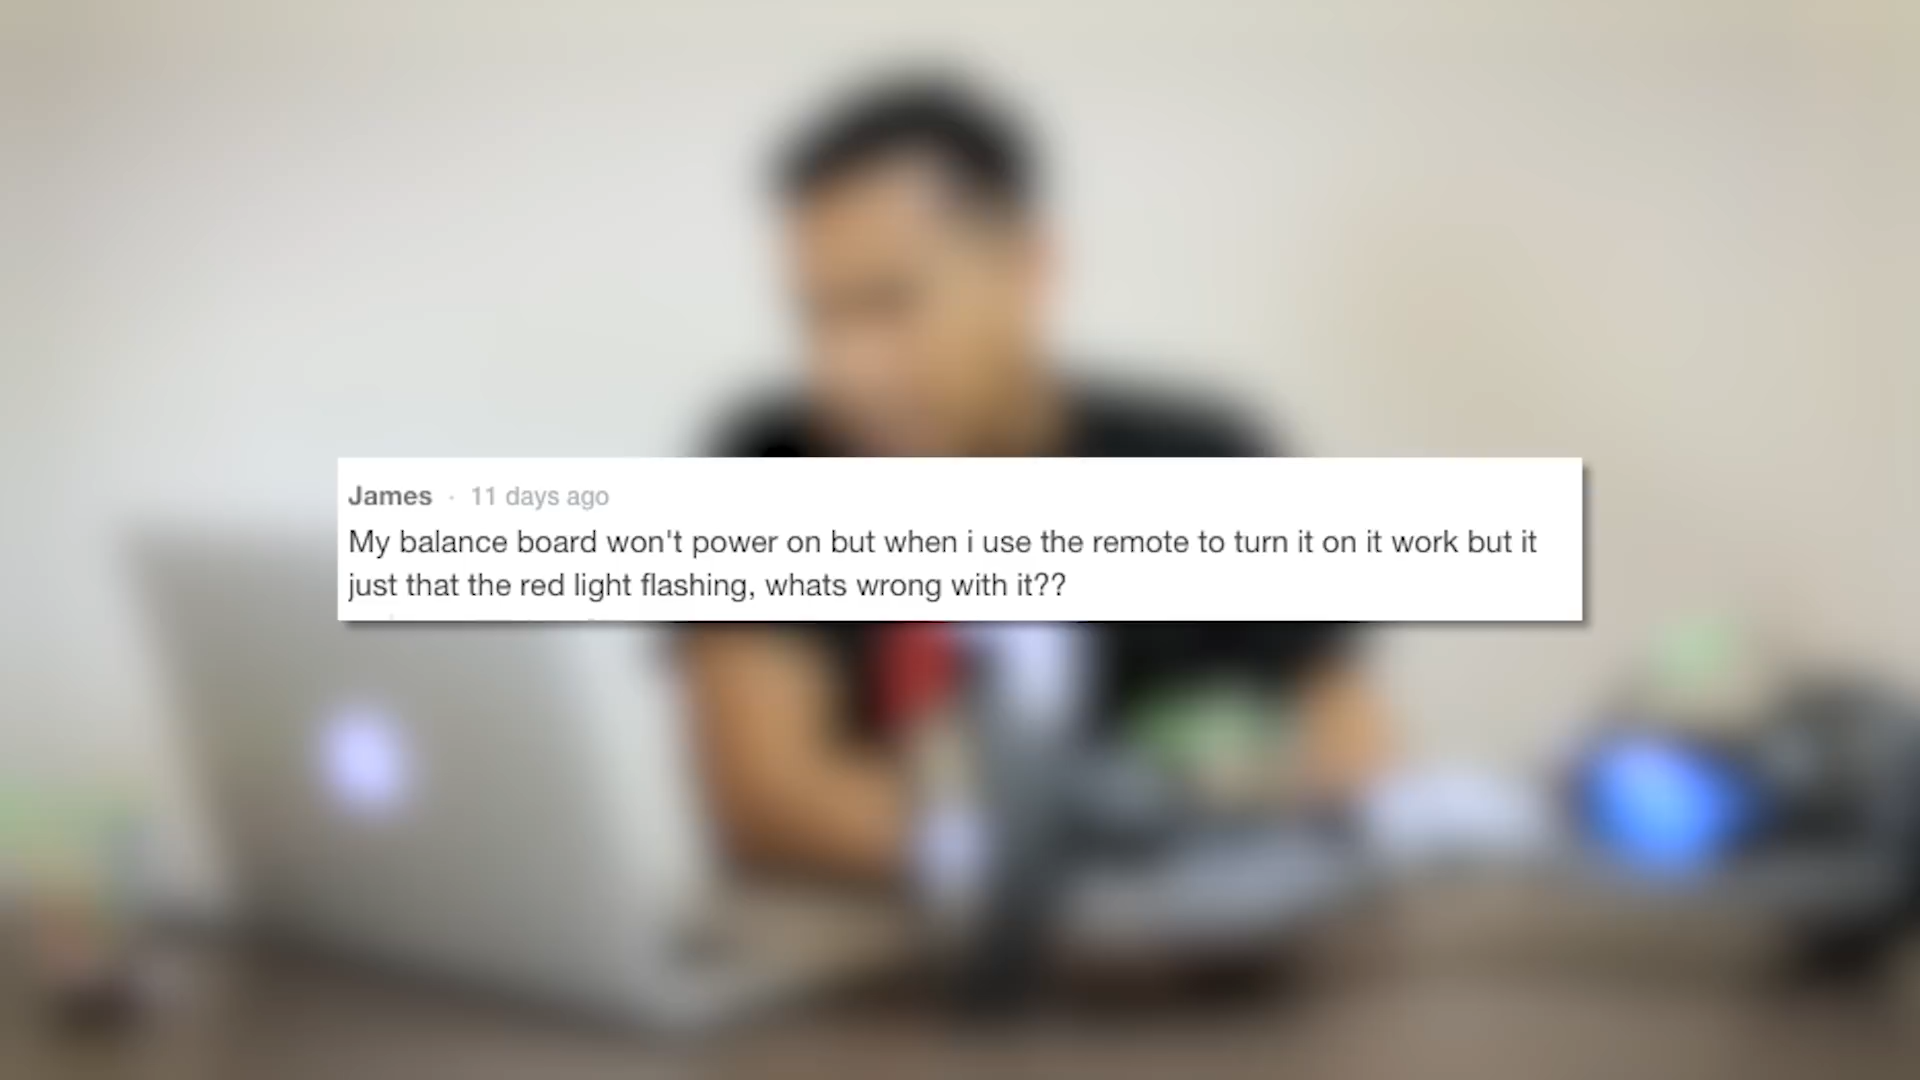 James · 11 days ago
My balance board won't power on but when i use the remote to turn it on it work but it
just that the red light flashing, whats wrong with it??